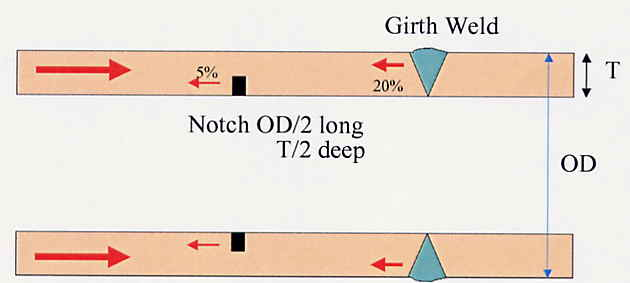 Girth Weld
5%
20%
T
Notch OD/2 long
T/2 deep
OD